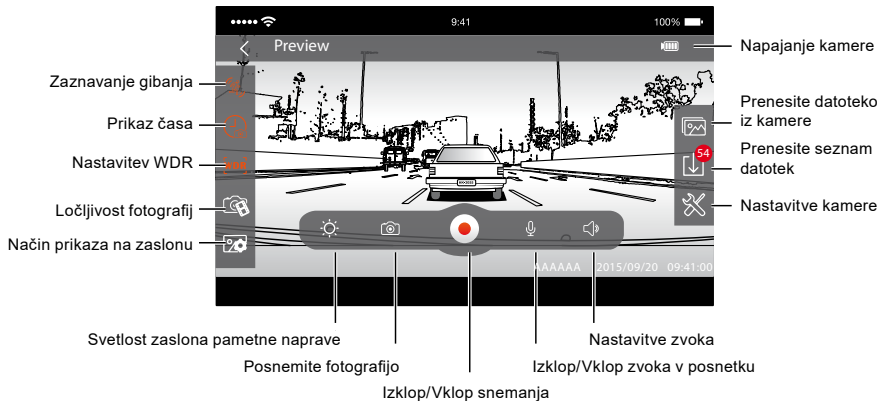 9:41
100%
Preview
Napajanje kamere
Zaznavanje gibanja
Prikaz časa
Nastavitev WDR
Ločljivost fotografij
Način prikaza na zaslonu
Prenesite datoteko
iz kamere
54
Prenesite seznam
datotek
Nastavitve kamere
AAAAAA 2015/09/20 09:41:00
Svetlost zaslona pametne naprave
Nastavitve zvoka
Posnemite fotografijo
Izklop/Vklop zvoka v posnetku
Izklop/Vklop snemanja